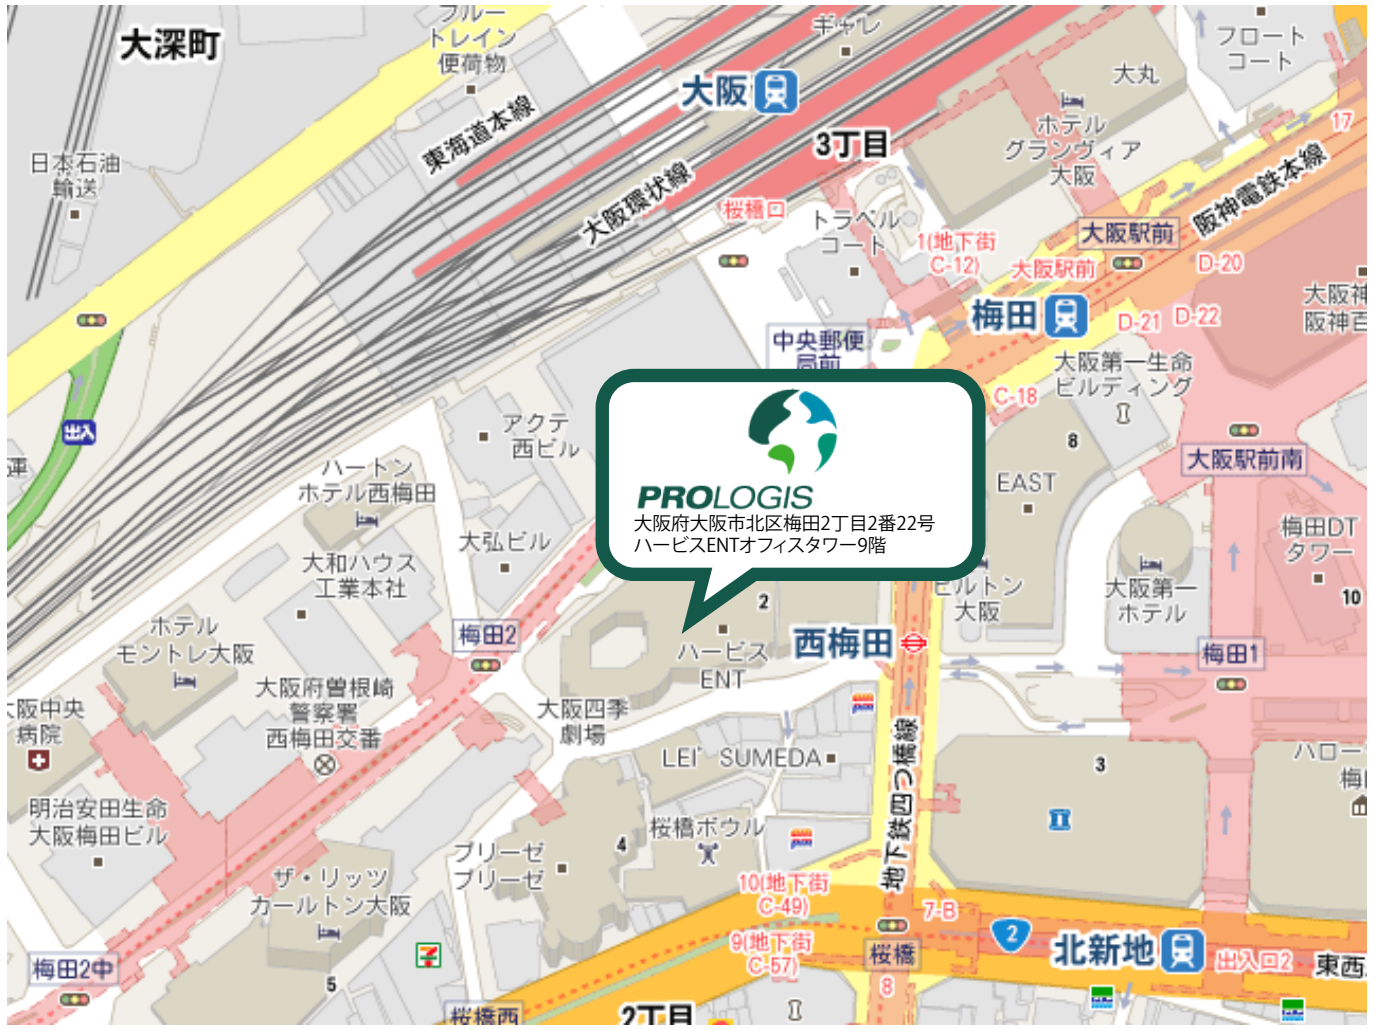 大深町
ブルー
トレイン
便荷物
ギャレ
フロート
コート
大丸
大阪
東海道本線
3丁目
ホテル
グランヴィア
大阪
17
日本石油
輸送
大阪環状線
桜橋口
トラベル
コート
1(地下街
C-12)
大阪駅前
阪神電鉄本線
大阪駅前
D-20
梅田
D-21
D-22
大阪神
阪神百
中央郵便
局前
大阪第一生命
ビルディング
C-18
8
出入
アクテ
西ビル
大阪駅前南
運
ハートン
ホテル西梅田
EAST
PROLOGIS
大阪府大阪市北区梅田2丁目2番22号
ハービスENTオフィスタワー9階
梅田DT
タワー
10
大弘ビル
大和ハウス
工業本社
ヒルトン
大阪
大阪第一
ホテル
2
ホテル
モントレ大阪
梅田2
ハービス
ENT
西梅田
梅田1
大阪府曽根崎
警察署
西梅田交番
大阪中央
病院
大阪四季
劇場
LEI SUMEDA
地下鉄四つ橋線
3
ハロー
梅
明治安田生命
大阪梅田ビル
ブリーゼ
ブリーゼ
4
桜橋ボウル
ザ・リッツ
カールトン大阪
10(地下街
C-49)
7-B
9(地下街
C-57)
桜橋
2
北新地
出入口2
東西
梅田2中
5
8
桜橋西
2丁目